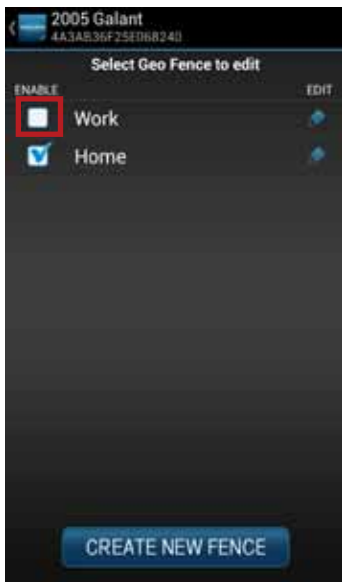 2005 Galant
4A3AB36F25E068240
Select Geo Fence to edit
ENABLE EDIT
Work
Home
CREATE NEW FENCE